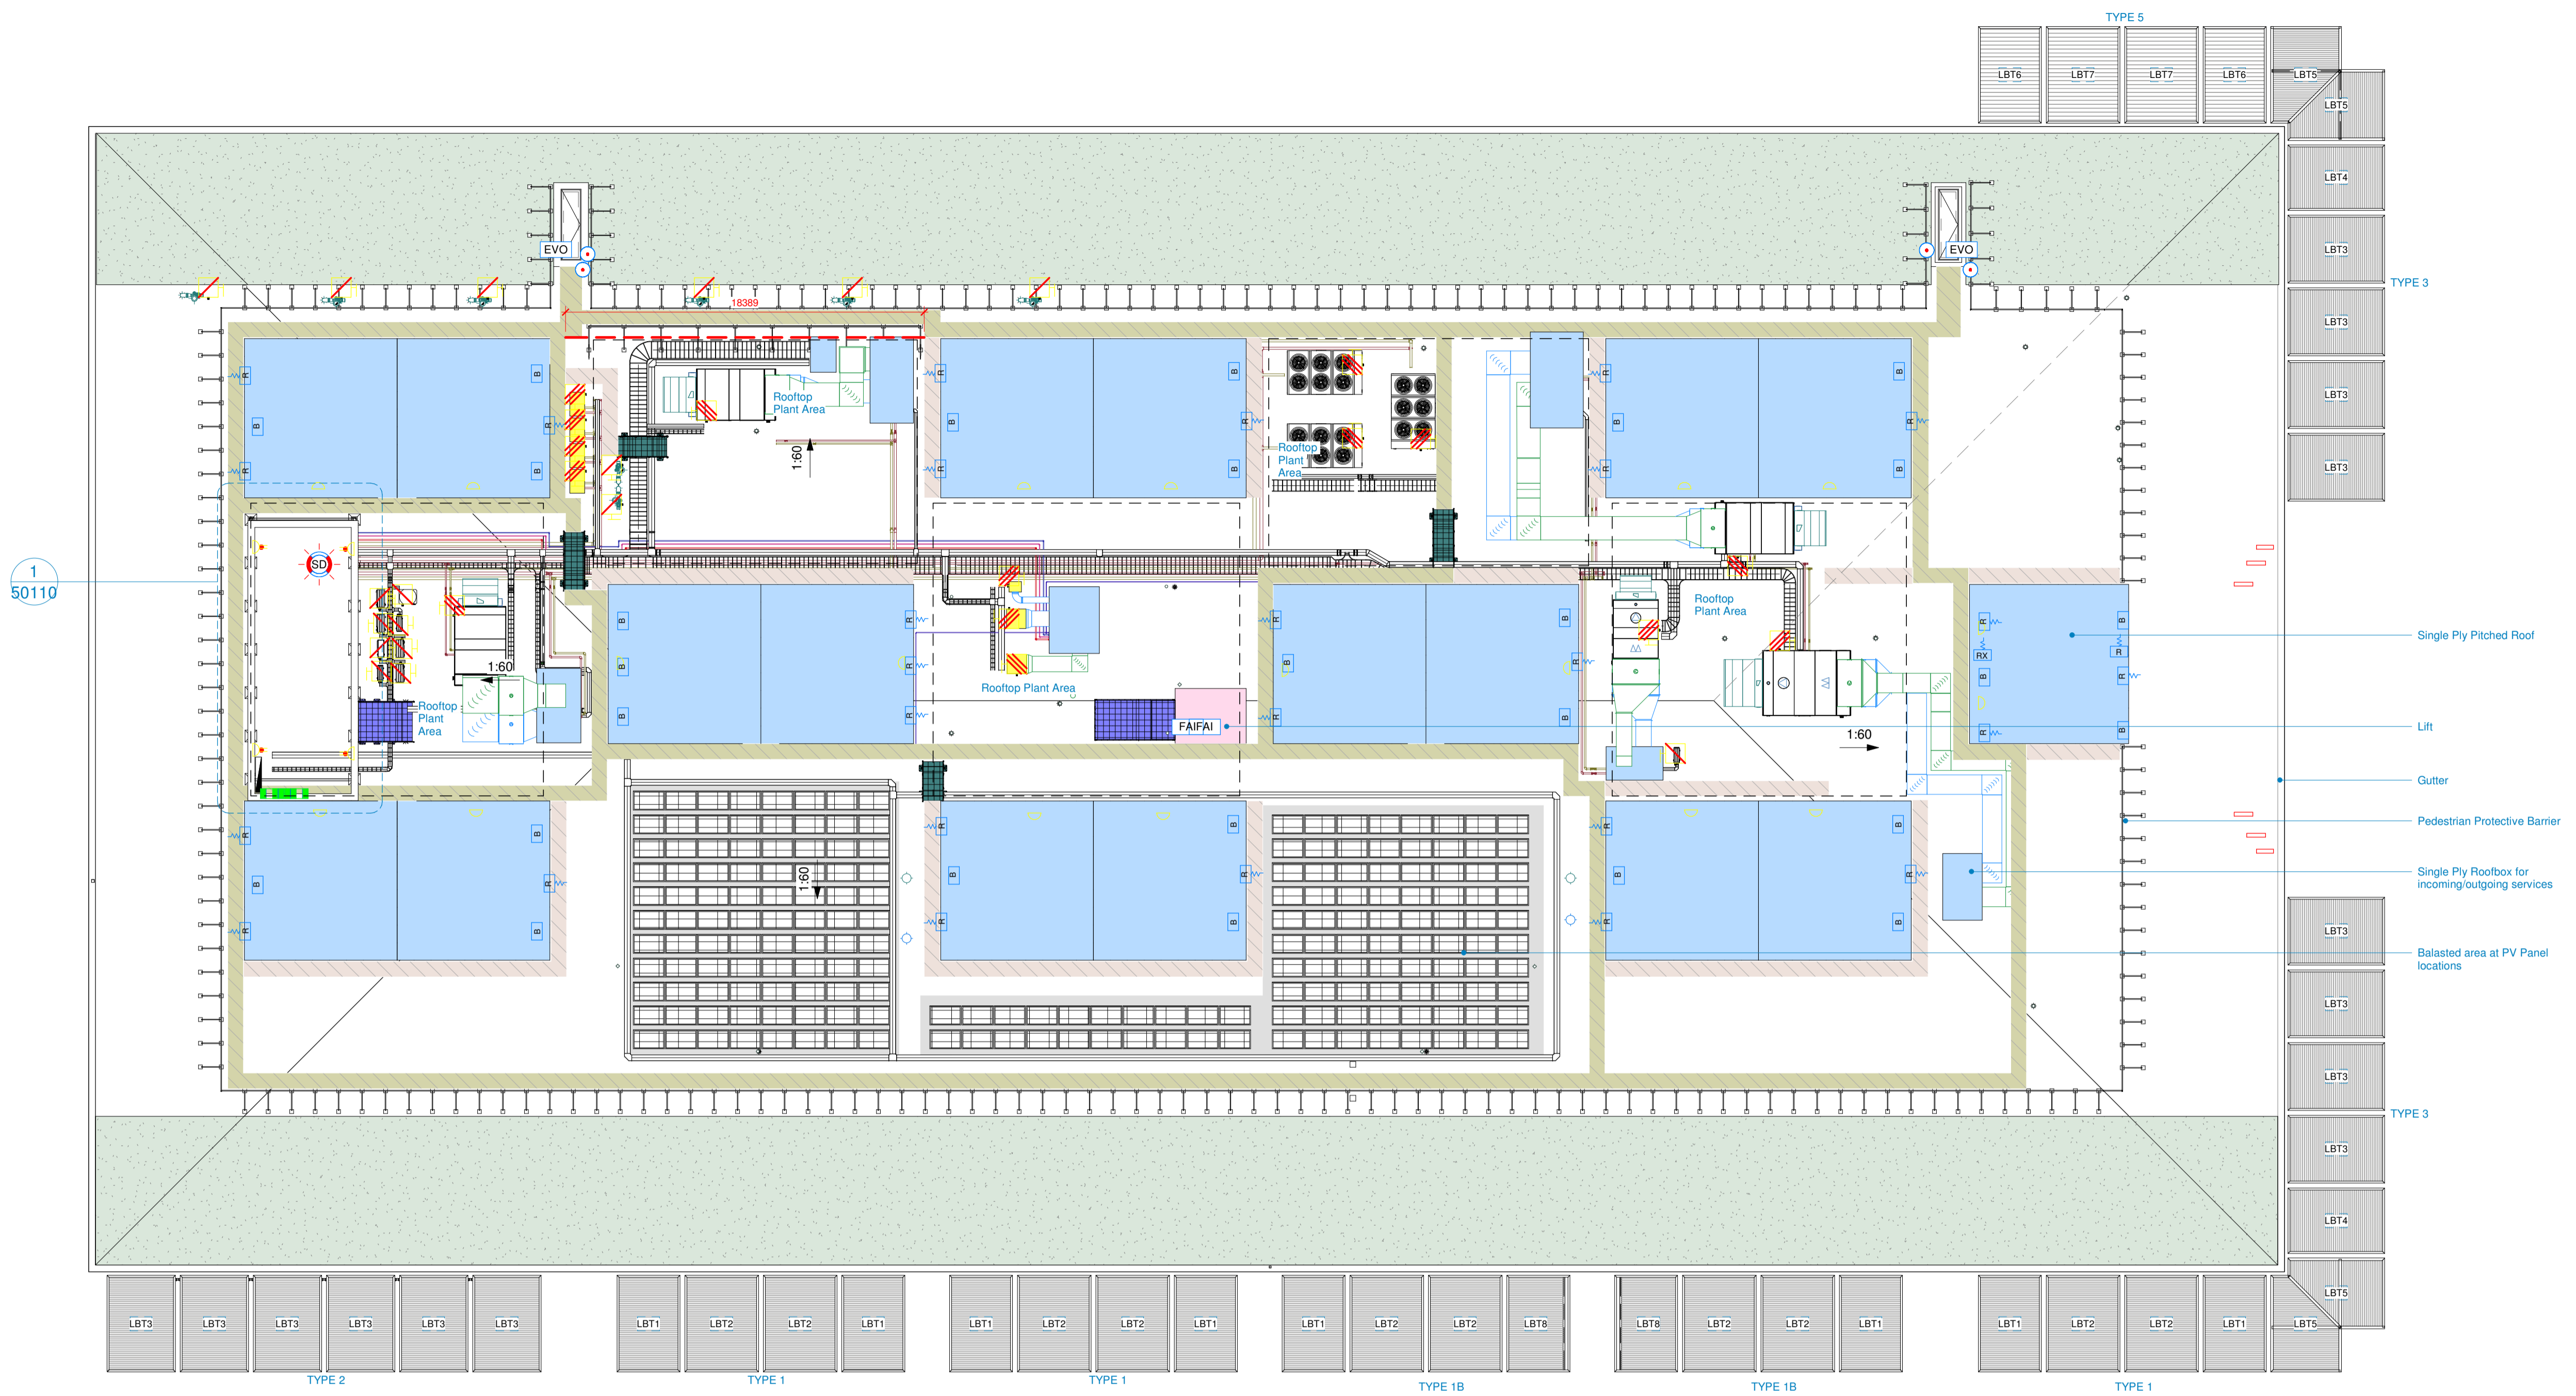 TYPE 5
LBT6
LBT7
LBT7
LBT6
LBT5
LBT5
LBT4
LBT3
TYPE 3
LBT3
LBT3
LBT3
EVO
EVO
18389
R
B
B
R
R
B
Rooftop
Plant Area
1:60
R
B
B
R
R
B
Rooftop
Plant
Area
R
B
B
R
R
B
SD
1
50110
1:60
Rooftop
Plant
Area
B
R
B
R
B
R
Rooftop Plant Area
FAIFAI
R
B
B
R
R
B
Rooftop
Plant Area
1:60
R
B
RX
R
B
R
R
B
Single Ply Pitched Roof
Lift
Gutter
Pedestrian Protective Barrier
Single Ply Roofbox for
incoming/outgoing services
Balasted area at PV Panel
locations
R
B
B
R
R
B
1:60
R
B
B
R
R
B
R
B
R
R
B
LBT3
LBT3
LBT3
TYPE 3
LBT3
LBT4
LBT5
LBT3
LBT3
LBT3
LBT3
LBT3
LBT3
LBT1
LBT2
LBT2
LBT1
LBT1
LBT2
LBT2
LBT1
LBT1
LBT2
LBT2
LBT8
LBT8
LBT2
LBT2
LBT1
LBT1
LBT2
LBT2
LBT1
LBT5
TYPE 2
TYPE 1
TYPE 1
TYPE 1B
TYPE 1B
TYPE 1